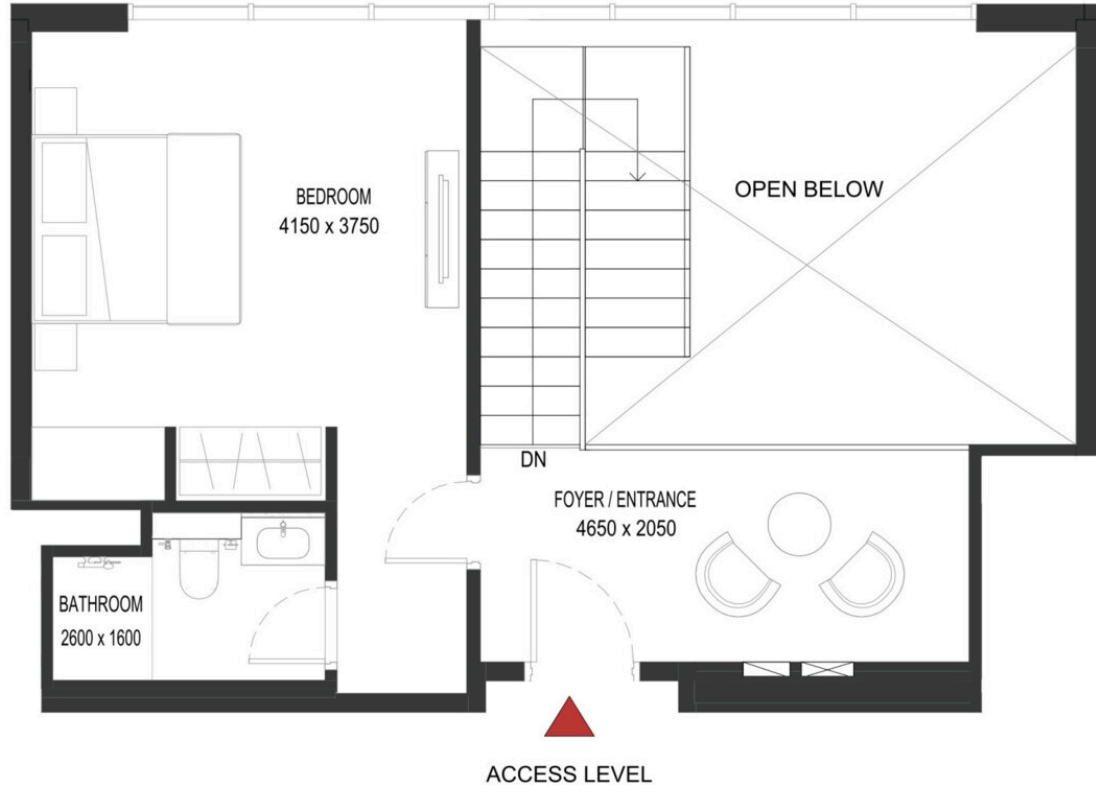 BEDROOM
4150 x 3750
OPEN BELOW
DN
FOYER / ENTRANCE
4650 x 2050
BATHROOM
2600 x 1600
ACCESS LEVEL